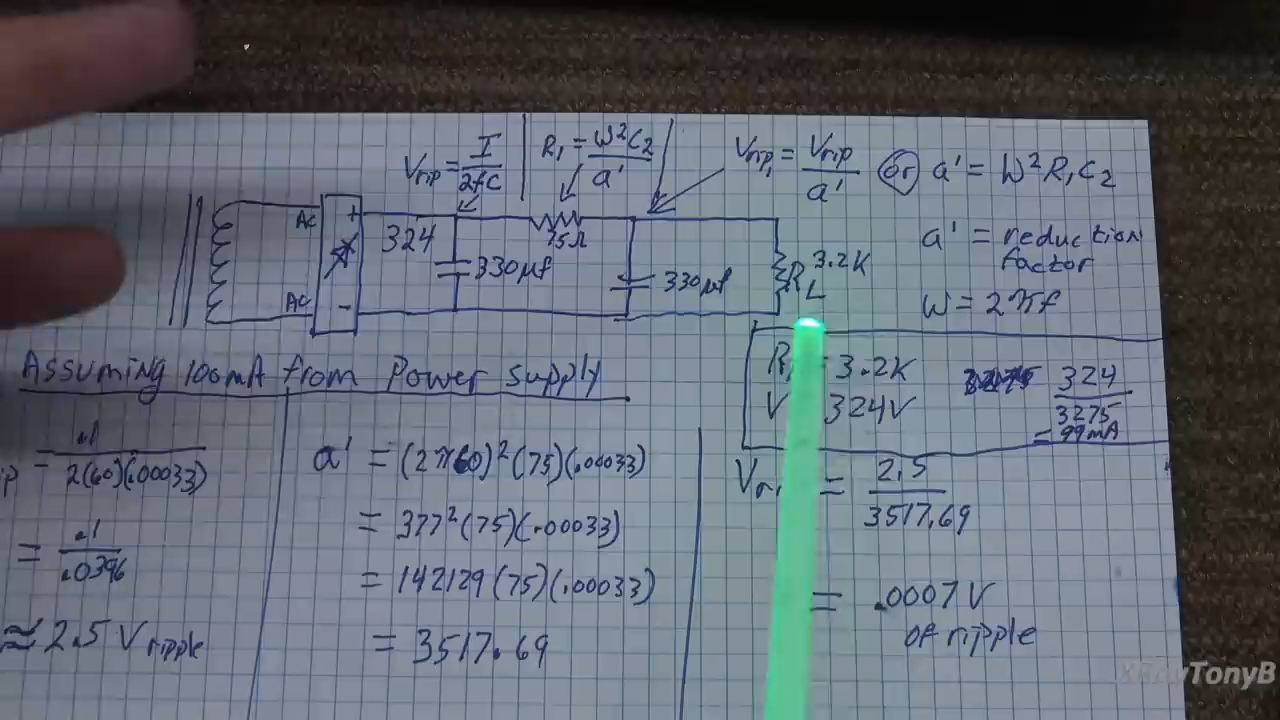 Vrip = I/2fC
R₁ = W²C₂/a'
Vrip₁ = Vrip/a' or a' = W²R₁C₂
AC + 324 75Ω
330µf 330µf RL 3.2K
AC -
a' = reduction factor
W = 2πf
Assuming 100mA from Power Supply
= 3.2K
V 324V 324/3275
= 99mA
ip = .1/2(60)(.00033)
= .1/.0396
≈ 2.5 V ripple
a' = (2π60)²(75)(.00033)
= 377²(75)(.00033)
= 142129(75)(.00033)
= 3517.69
= 2.5/3517.69
= .0007V
of ripple
XRayTonyB